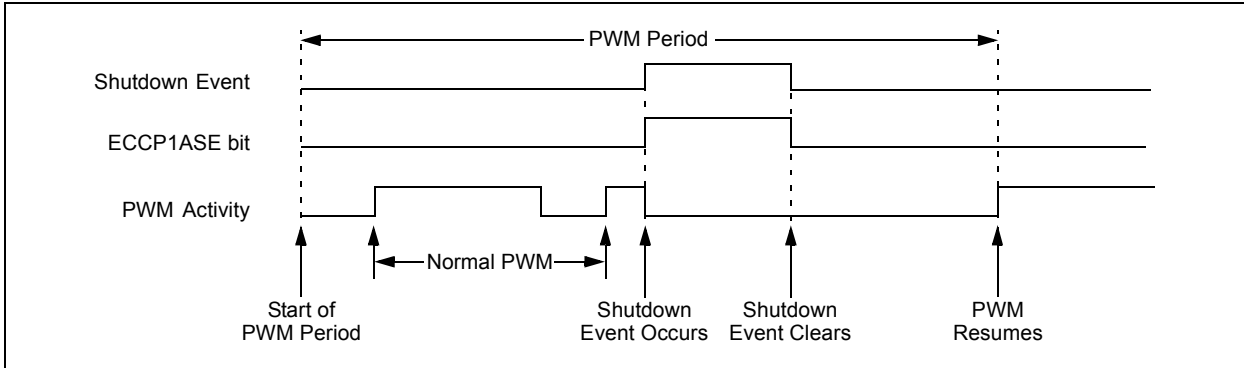 PWM Period
Shutdown Event
ECCP1ASE bit
PWM Activity
Normal PWM
Start of
PWM Period
Shutdown
Event Occurs
Shutdown
Event Clears
PWM
Resumes